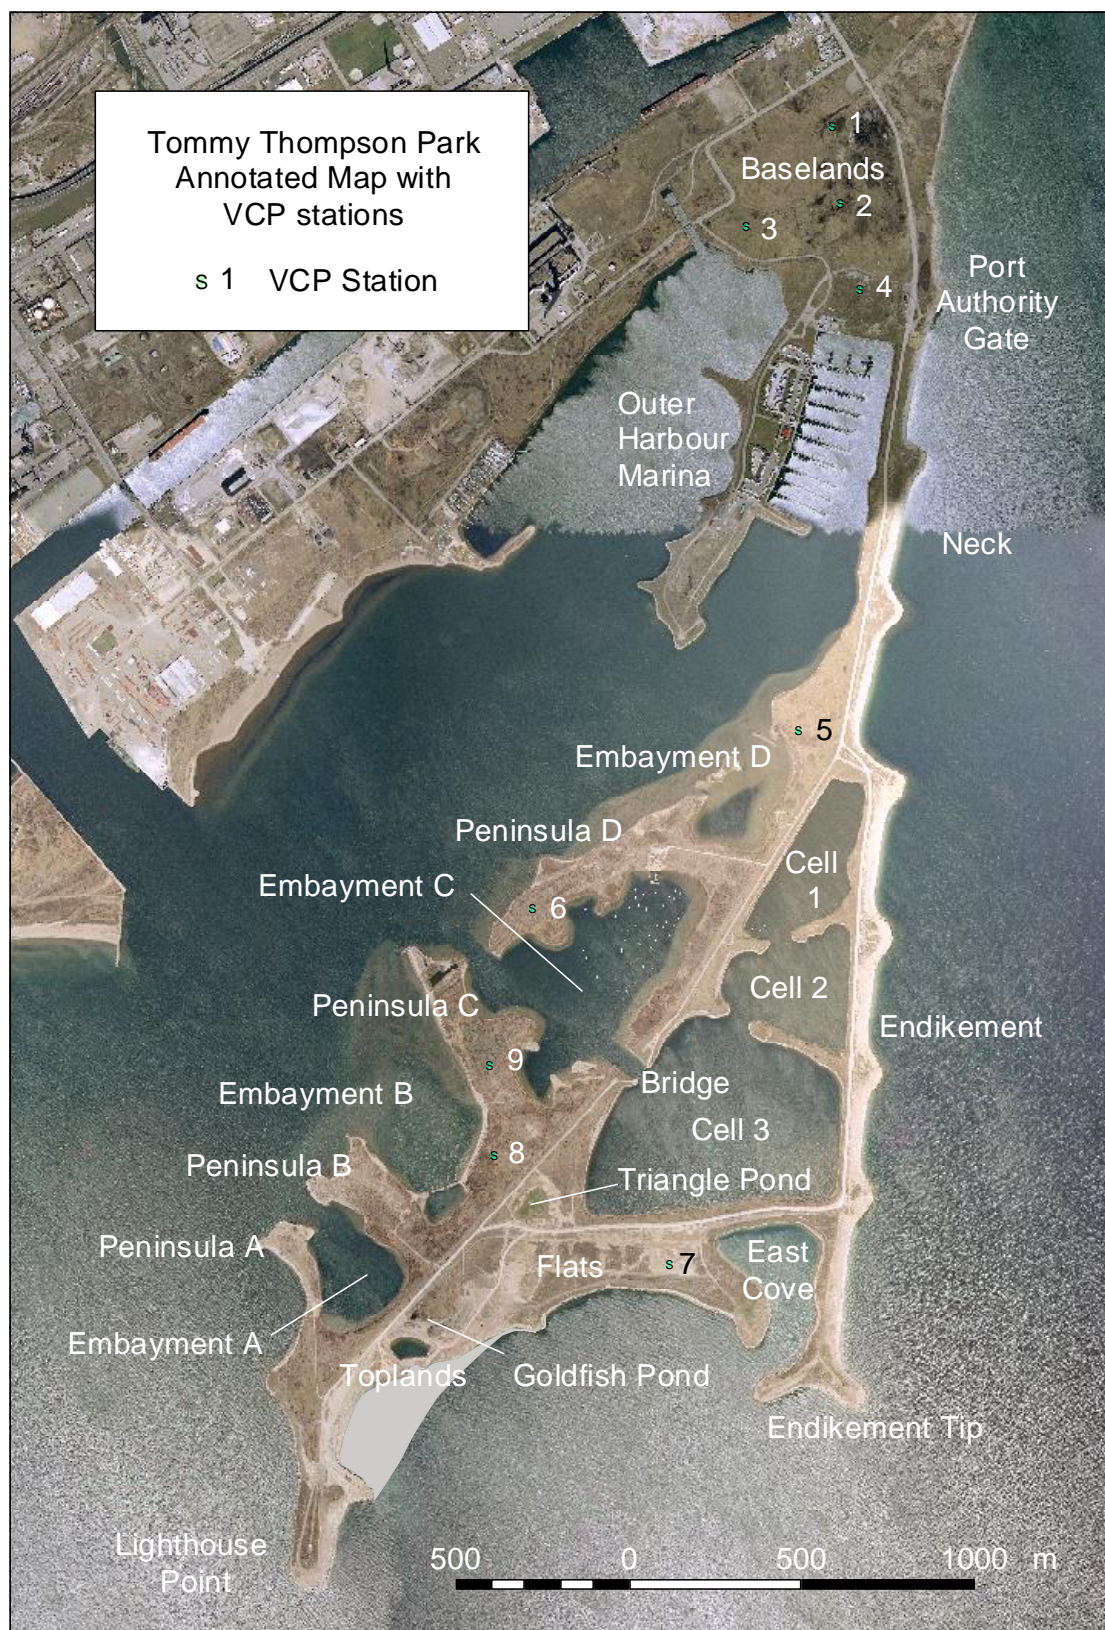 Tommy Thompson Park
Annotated Map with
VCP stations
s 1 VCP Station
1
Baselands
2
3
4
Port
Authority
Gate
Outer
Harbour
Marina
Neck
5
Embayment D
Peninsula D
Cell
1
Embayment C
6
Cell 2
Peninsula C
Endikement
9
Bridge
Embayment B
Cell 3
8
Peninsula B
Triangle Pond
Peninsula A
East
Cove
Flats
7
Embayment A
Toplands
Goldfish Pond
Endikement Tip
Lighthouse
Point
500 0 500 1000 m